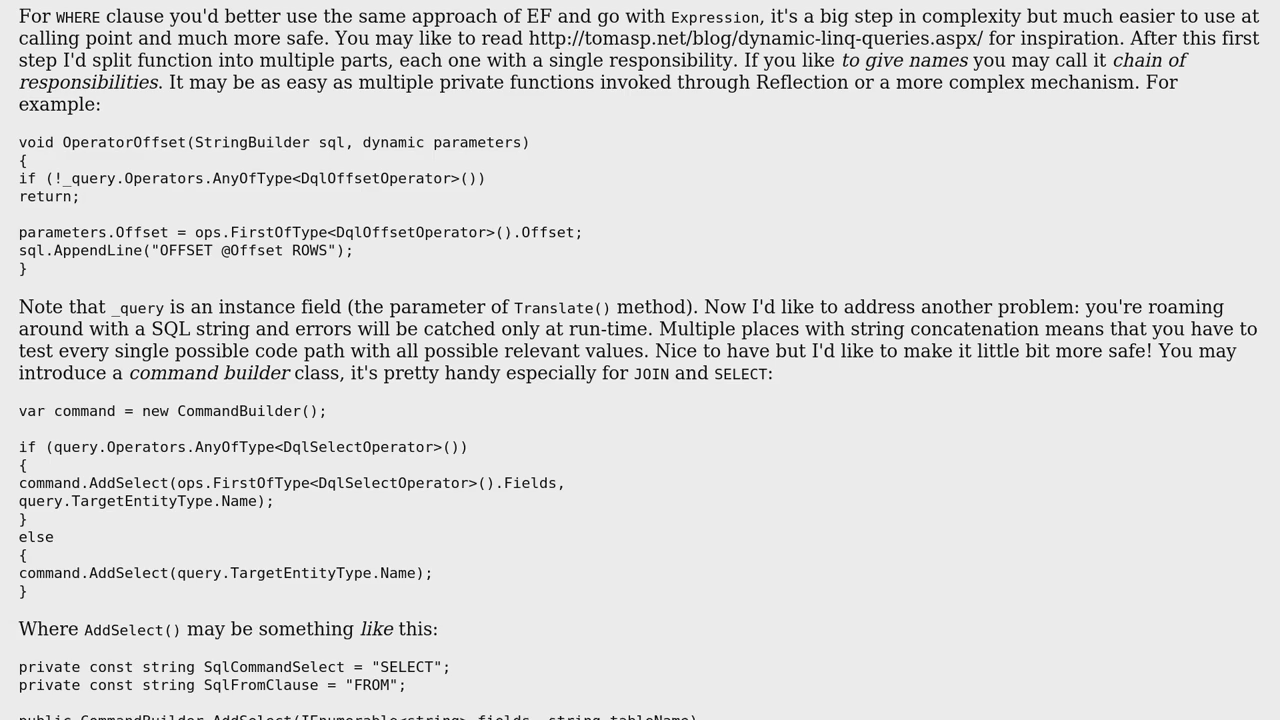 For WHERE clause you'd better use the same approach of EF and go with Expression, it's a big step in complexity but much easier to use at
calling point and much more safe. You may like to read http://tomasp.net/blog/dynamic-linq-queries.aspx/ for inspiration. After this first
step I'd split function into multiple parts, each one with a single responsibility. If you like to give names you may call it chain of
responsibilities. It may be as easy as multiple private functions invoked through Reflection or a more complex mechanism. For
example:
void OperatorOffset(StringBuilder sql, dynamic parameters)
{
if (!_query.Operators.AnyOfType<DqlOffsetOperator>())
return;
parameters.Offset = ops.FirstOfType<DqlOffsetOperator>().Offset;
sql.AppendLine("OFFSET @Offset ROWS");
}
Note that _query is an instance field (the parameter of Translate() method). Now I'd like to address another problem: you're roaming
around with a SQL string and errors will be catched only at run-time. Multiple places with string concatenation means that you have to
test every single possible code path with all possible relevant values. Nice to have but I'd like to make it little bit more safe! You may
introduce a command builder class, it's pretty handy especially for JOIN and SELECT:
var command = new CommandBuilder();
if (query.Operators.AnyOfType<DqlSelectOperator>())
{
command.AddSelect(ops.FirstOfType<DqlSelectOperator>().Fields,
query.TargetEntityType.Name);
}
else
{
command.AddSelect(query.TargetEntityType.Name);
}
Where AddSelect() may be something like this:
private const string SqlCommandSelect = "SELECT";
private const string SqlFromClause = "FROM";
public CommandBuilder AddSelect(IEnumerable<string> fields, string tableName)